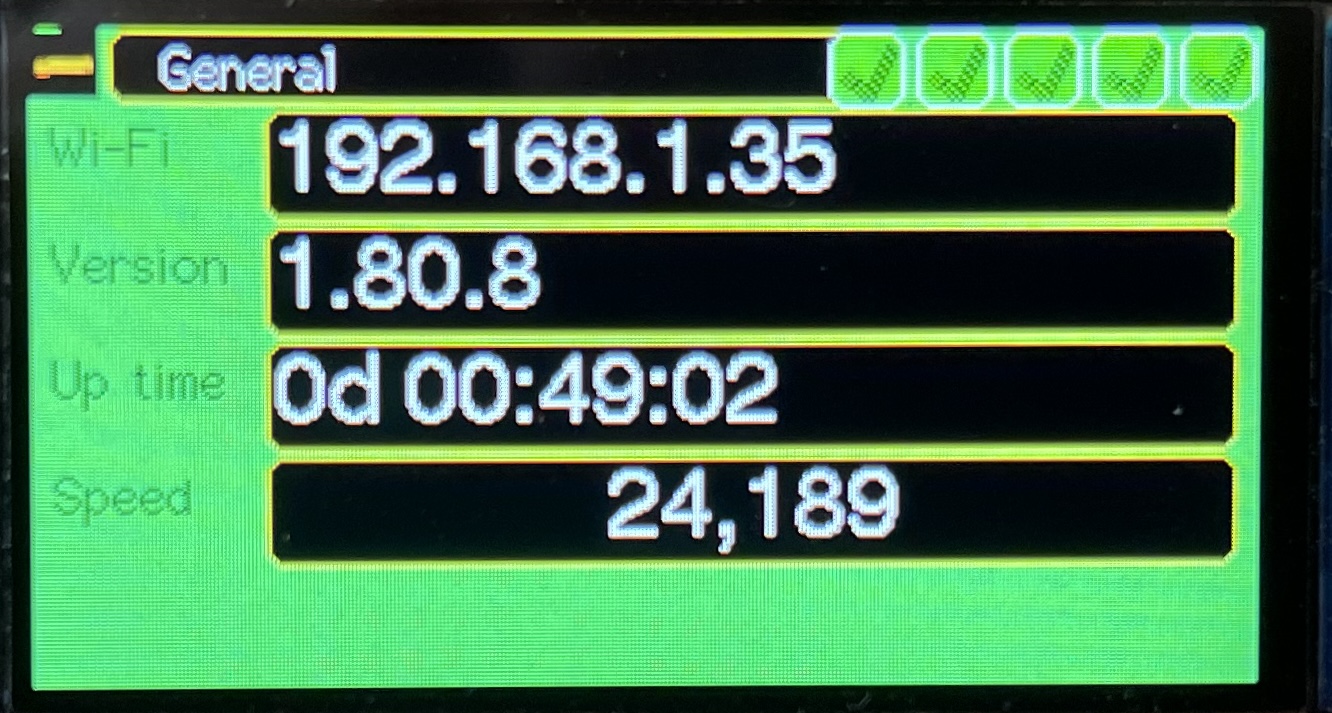 General
Wi-Fi 192.168.1.35
Version 1.80.8
Up time 0d 00:49:02
Speed 24,189